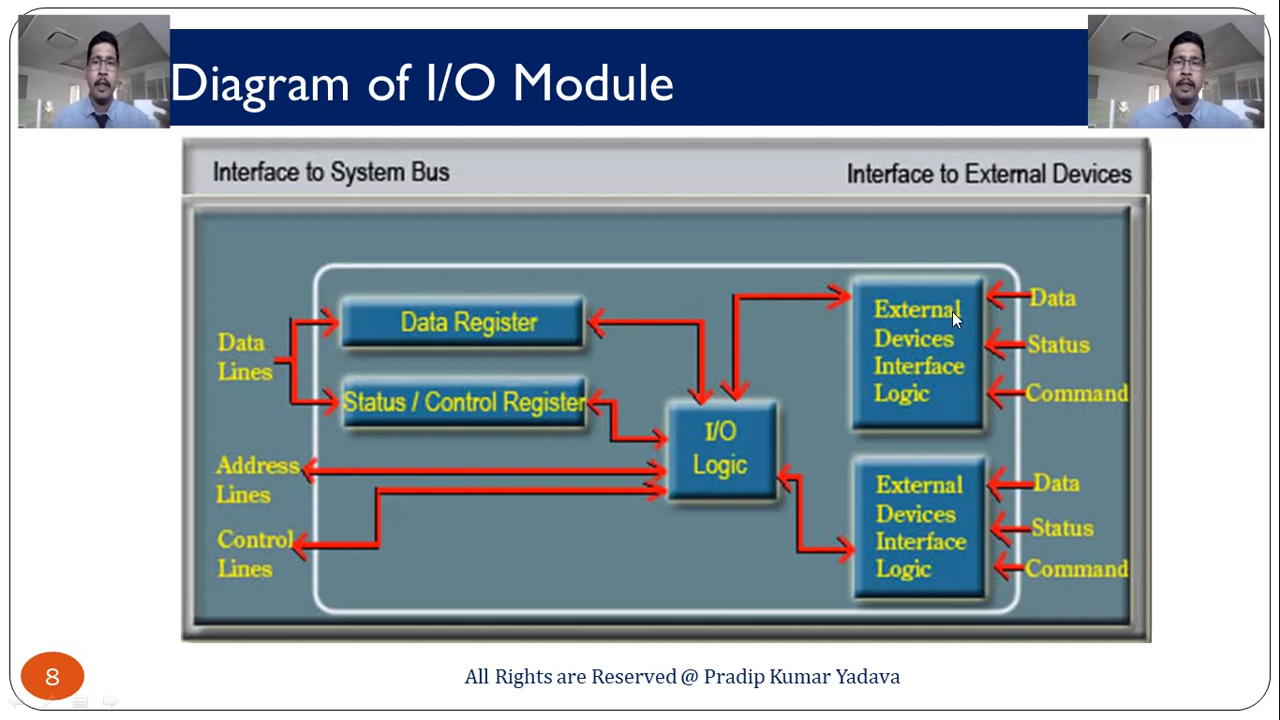 Diagram of I/O Module
Interface to System Bus
Interface to External Devices
Data
Lines
Data Register
Status / Control Register
Address
Lines
Control
Lines
I/O
Logic
External
Devices
Interface
Logic
Data
Status
Command
External
Devices
Interface
Logic
Data
Status
Command
8
All Rights are Reserved @ Pradip Kumar Yadava